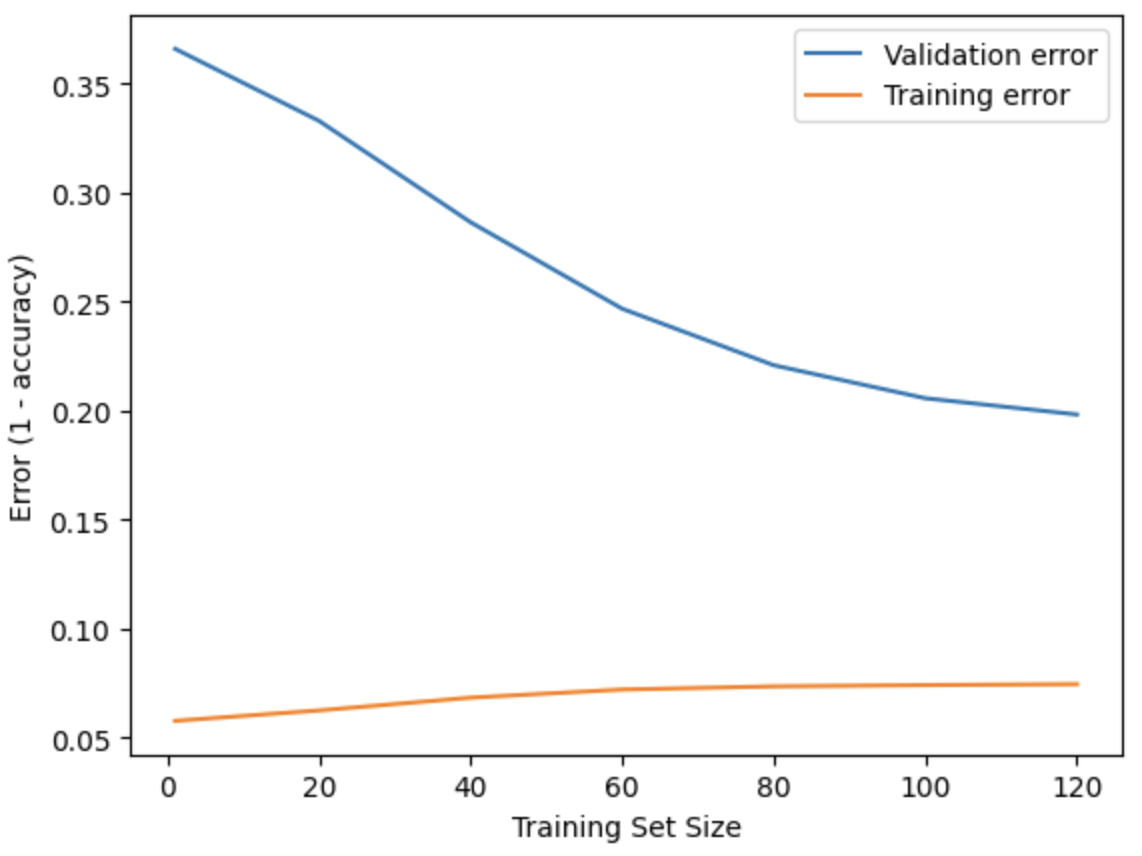 Validation error
Training error
0.35
0.30
0.25
0.20
0.15
0.10
0.05
Error (1 - accuracy)
0 20 40 60 80 100 120
Training Set Size